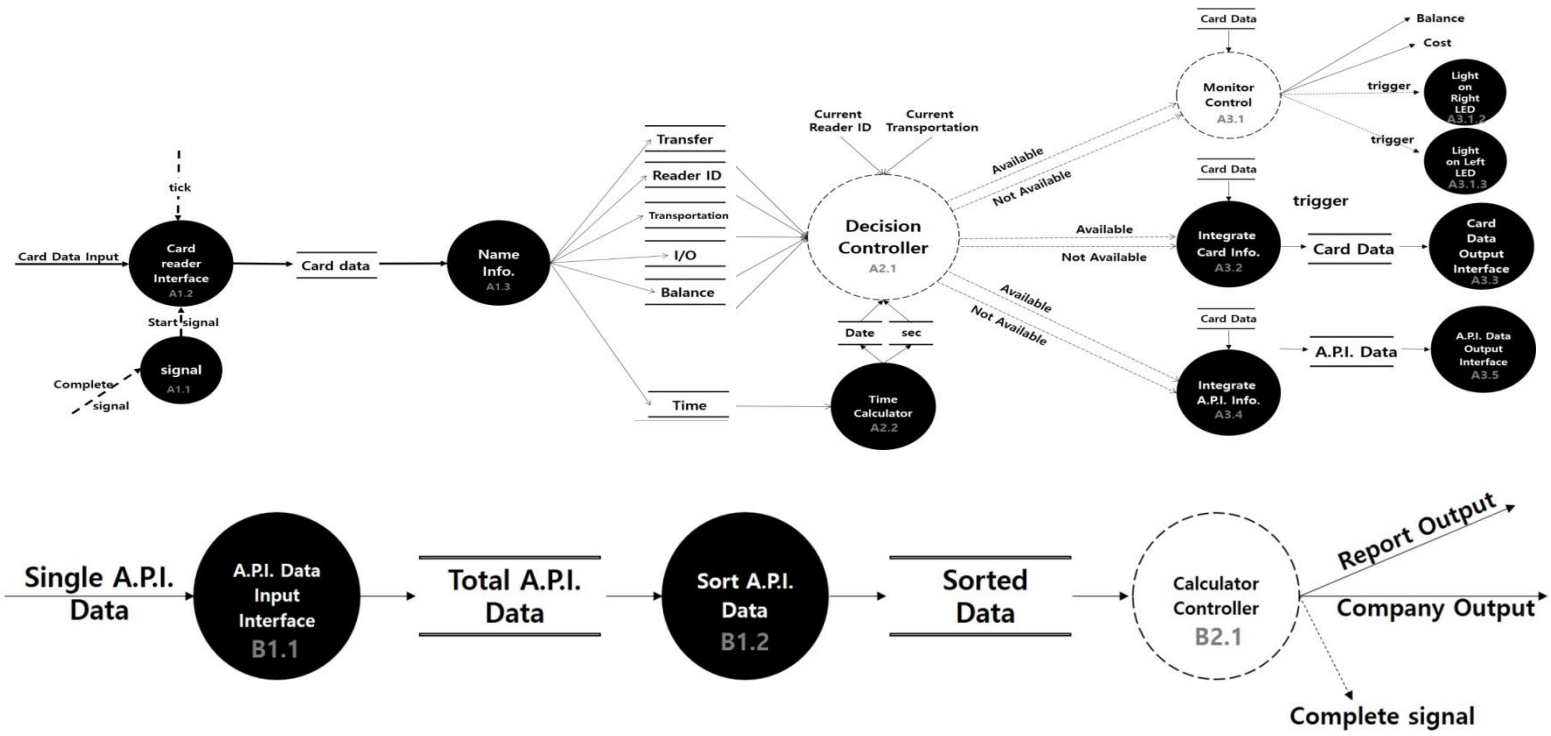 tick
Card Data Input
Card
reader
Interface
A1.2
Start signal
signal
A1.1
Complete
signal
Card data
Name
Info.
A1.3
Transfer
Reader ID
Transportation
I/O
Balance
Time
Current
Reader ID
Current
Transportation
Decision
Controller
A2.1
Date
sec
Time
Calculator
A2.2
Available
Not Available
Available
Not Available
Available
Not Available
Card Data
Monitor
Control
A3.1
Balance
Cost
trigger
Light
on
Right
LED
A3.1.2
trigger
Light
on Left
LED
A3.1.3
Card Data
Integrate
Card Info.
A3.2
trigger
Card Data
Card
Data
Output
Interface
A3.3
Card Data
Integrate
A.P.I. Info.
A3.4
A.P.I. Data
A.P.I. Data
Output
Interface
A3.5
Single A.P.I.
Data
A.P.I. Data
Input
Interface
B1.1
Total A.P.I.
Data
Sort A.P.I.
Data
B1.2
Sorted
Data
Calculator
Controller
B2.1
Report Output
Company Output
Complete signal